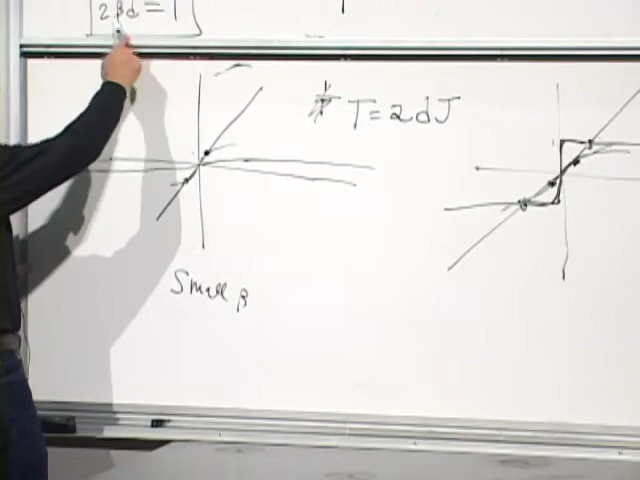 2βd = 1
T = 2dJ
Small β